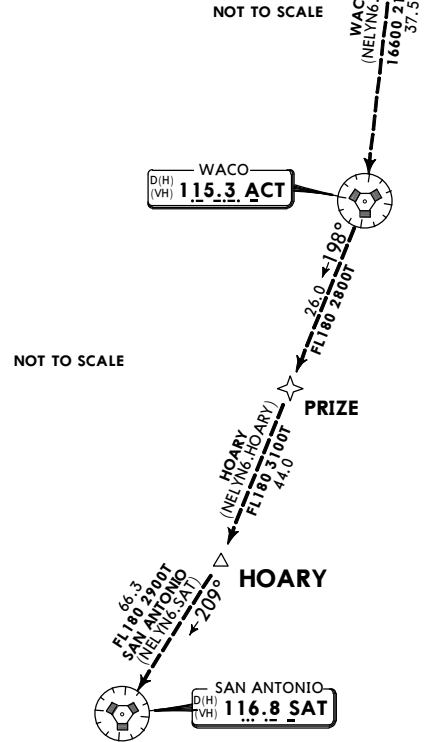 NOT TO SCALE
WAC
(NELYN6.
16600 21
37.5
WACO
D(H)
(VH)
115.3 ACT
198°
26.0
FL180 2800T
NOT TO SCALE
PRIZE
HOARY
(NELYN6.HOARY)
FL180 3100T
44.0
HOARY
66.3
FL180 2900T
SAN ANTONIO
(NELYN6.SAT)
209°
SAN ANTONIO
D(H)
(VH)
116.8 SAT